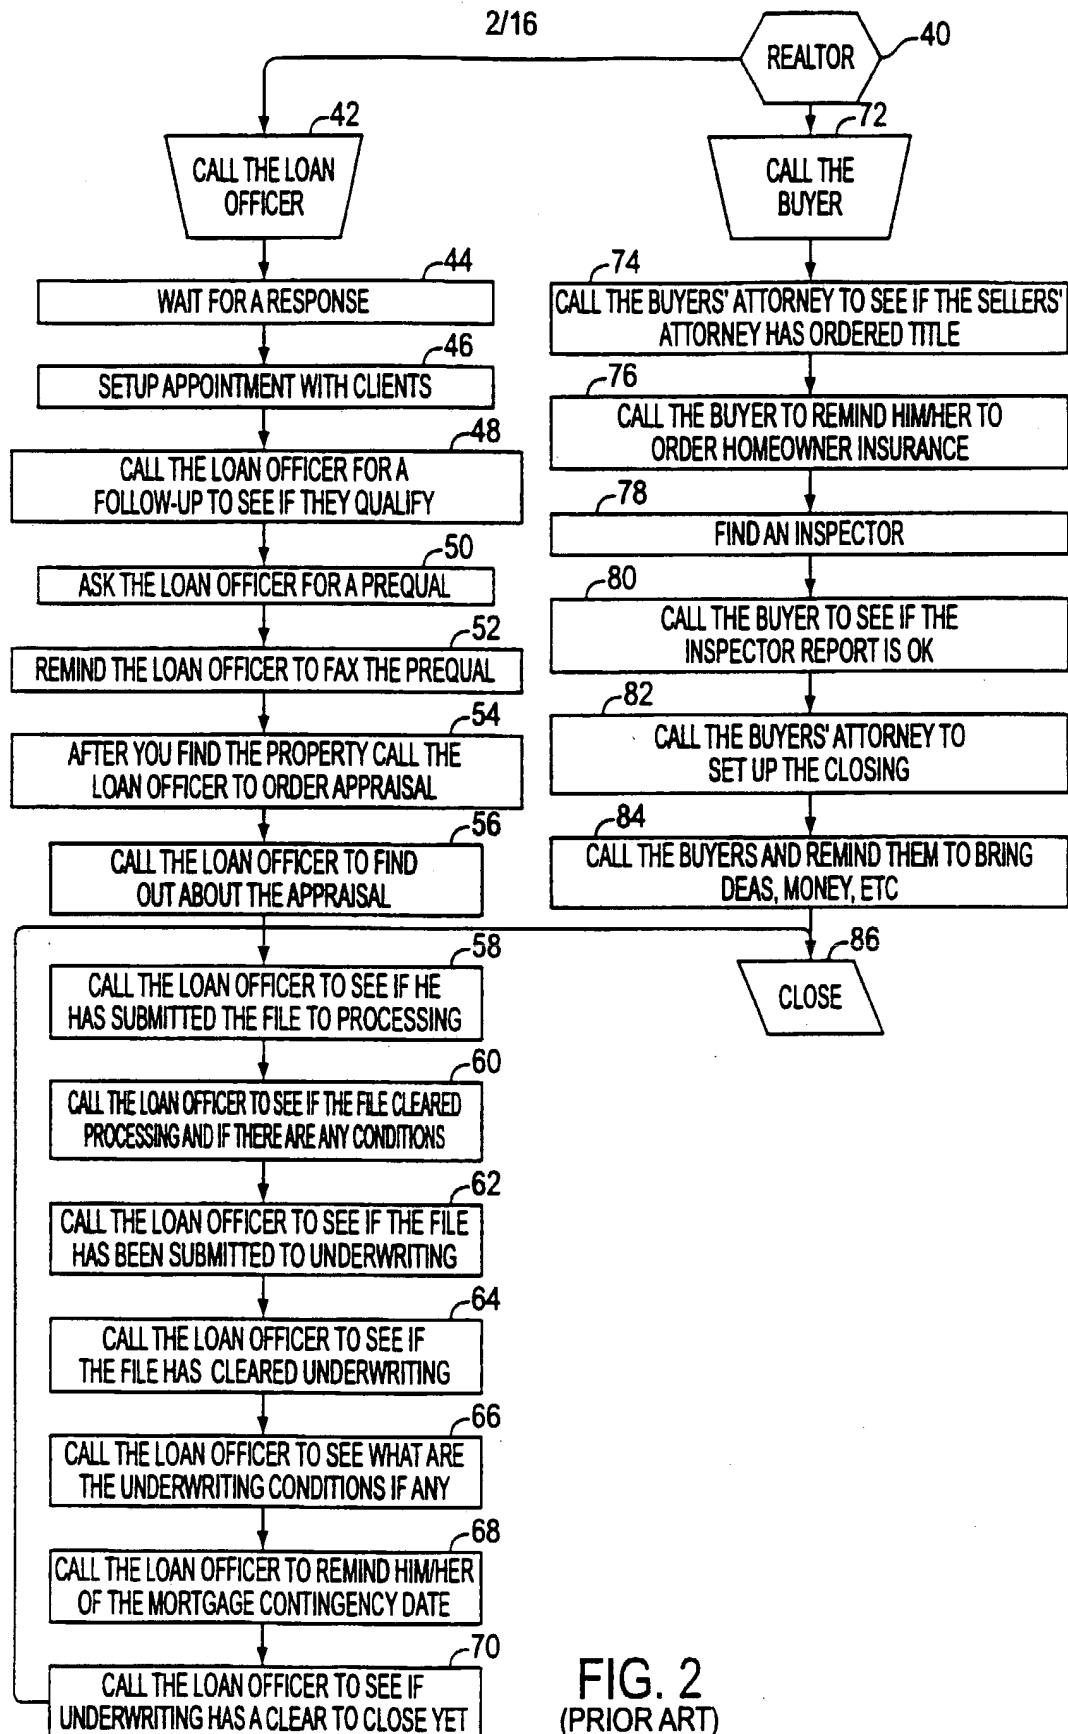 2/16
REALTOR
40
42
CALL THE LOAN
OFFICER
44
WAIT FOR A RESPONSE
46
SETUP APPOINTMENT WITH CLIENTS
48
CALL THE LOAN OFFICER FOR A
FOLLOW-UP TO SEE IF THEY QUALIFY
50
ASK THE LOAN OFFICER FOR A PREQUAL
52
REMIND THE LOAN OFFICER TO FAX THE PREQUAL
54
AFTER YOU FIND THE PROPERTY CALL THE
LOAN OFFICER TO ORDER APPRAISAL
56
CALL THE LOAN OFFICER TO FIND
OUT ABOUT THE APPRAISAL
58
CALL THE LOAN OFFICER TO SEE IF HE
HAS SUBMITTED THE FILE TO PROCESSING
60
CALL THE LOAN OFFICER TO SEE IF THE FILE CLEARED
PROCESSING AND IF THERE ARE ANY CONDITIONS
62
CALL THE LOAN OFFICER TO SEE IF THE FILE
HAS BEEN SUBMITTED TO UNDERWRITING
64
CALL THE LOAN OFFICER TO SEE IF
THE FILE HAS CLEARED UNDERWRITING
66
CALL THE LOAN OFFICER TO SEE WHAT ARE
THE UNDERWRITING CONDITIONS IF ANY
68
CALL THE LOAN OFFICER TO REMIND HIM/HER
OF THE MORTGAGE CONTINGENCY DATE
70
CALL THE LOAN OFFICER TO SEE IF
UNDERWRITING HAS A CLEAR TO CLOSE YET
72
CALL THE
BUYER
74
CALL THE BUYERS' ATTORNEY TO SEE IF THE SELLERS'
ATTORNEY HAS ORDERED TITLE
76
CALL THE BUYER TO REMIND HIM/HER TO
ORDER HOMEOWNER INSURANCE
78
FIND AN INSPECTOR
80
CALL THE BUYER TO SEE IF THE
INSPECTOR REPORT IS OK
82
CALL THE BUYERS' ATTORNEY TO
SET UP THE CLOSING
84
CALL THE BUYERS AND REMIND THEM TO BRING
DEAS, MONEY, ETC
86
CLOSE
FIG. 2
(PRIOR ART)